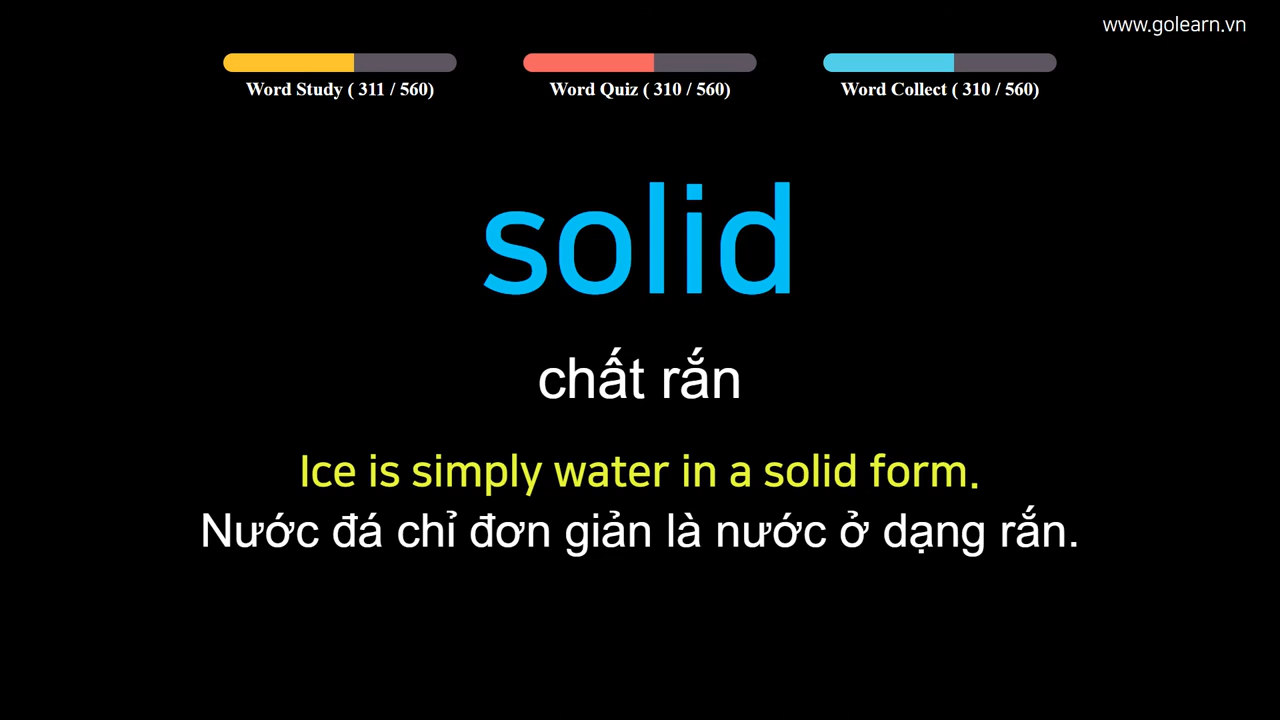 www.golearn.vn
Word Study ( 311 / 560)
Word Quiz ( 310 / 560)
Word Collect ( 310 / 560)
solid
chất rắn
Ice is simply water in a solid form.
Nước đá chỉ đơn giản là nước ở dạng rắn.